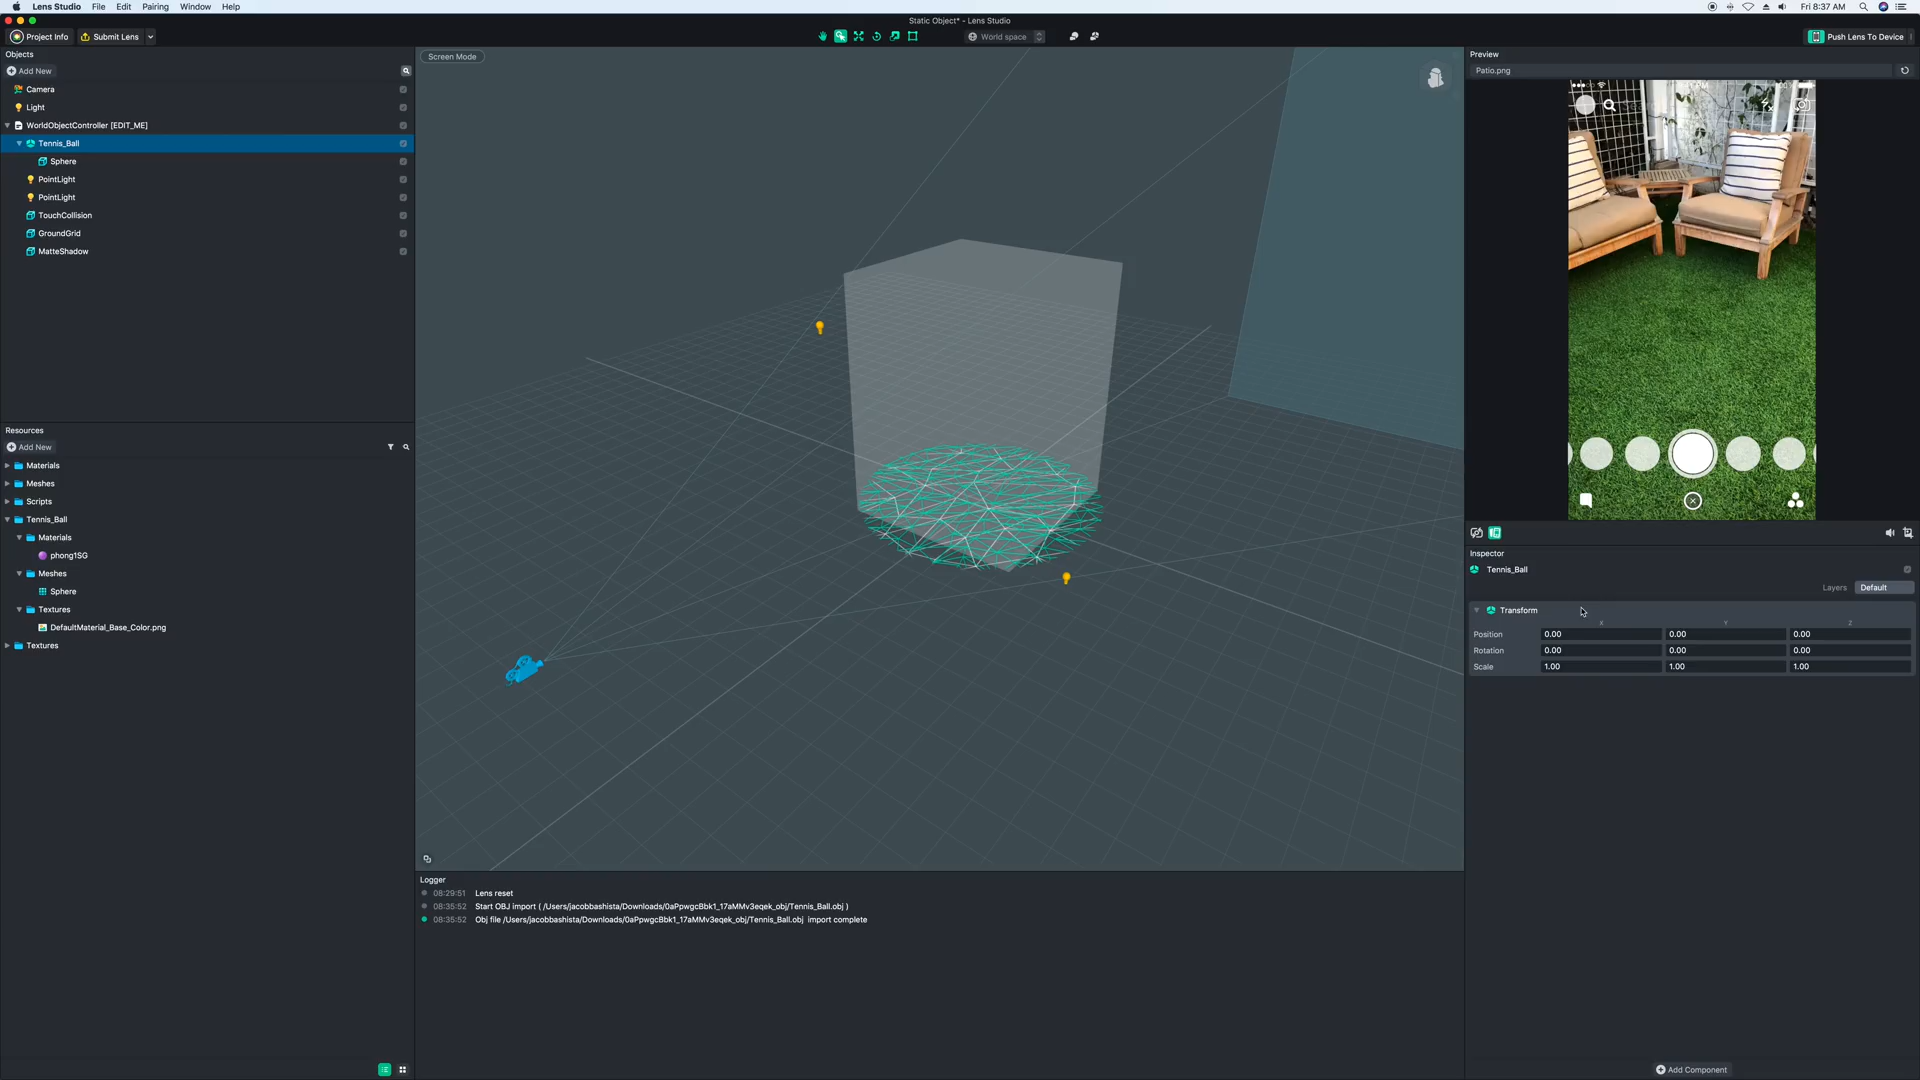 Lens Studio File Edit Pairing Window Help Fri 8:37 AM
Static Object* - Lens Studio
Project Info Submit Lens World space Push Lens To Device
Objects
Add New
Camera
Light
WorldObjectController [EDIT_ME]
Tennis_Ball
Sphere
PointLight
PointLight
TouchCollision
GroundGrid
MatteShadow
Resources
Add New
Materials
Meshes
Scripts
Tennis_Ball
Materials
phong1SG
Meshes
Sphere
Textures
DefaultMaterial_Base_Color.png
Textures
Screen Mode
Logger
08:29:51 Lens reset
08:35:52 Start OBJ import ( /Users/jacobbashista/Downloads/0aPpwgcBbk1_17aMMv3eqek_obj/Tennis_Ball.obj )
08:35:52 Obj file /Users/jacobbashista/Downloads/0aPpwgcBbk1_17aMMv3eqek_obj/Tennis_Ball.obj import complete
Preview
Patio.png
Inspector
Tennis_Ball
Layers Default
Transform
X Y Z
Position 0.00 0.00 0.00
Rotation 0.00 0.00 0.00
Scale 1.00 1.00 1.00
Add Component